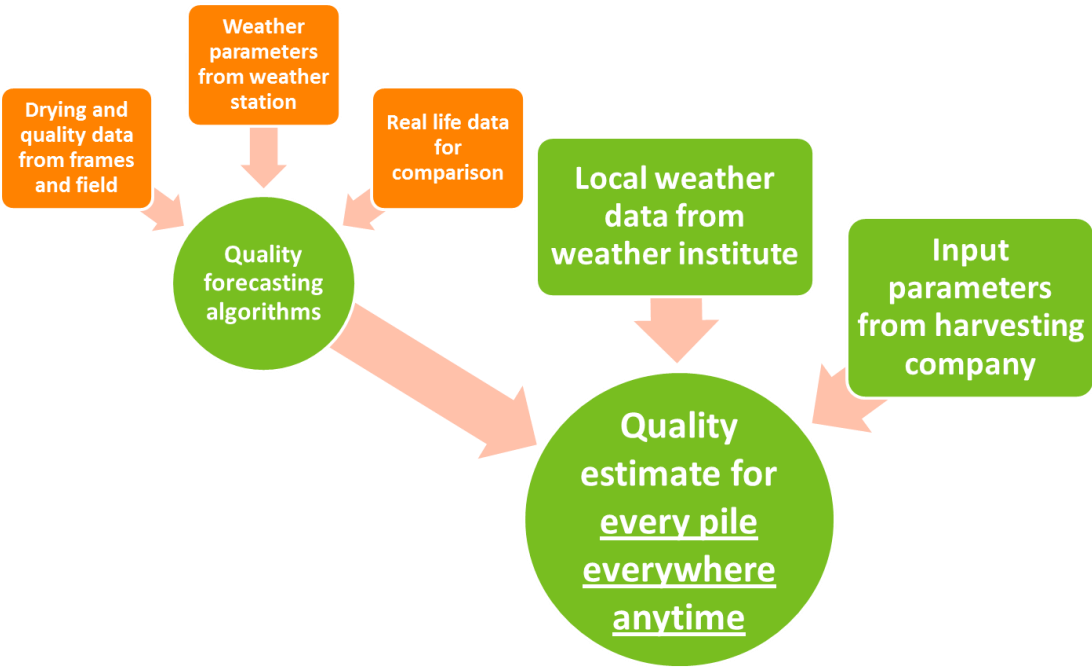 Weather
parameters
from weather
station
Drying and
quality data
from frames
and field
Real life data
for
comparison
Quality
forecasting
algorithms
Local weather
data from
weather institute
Input
parameters
from harvesting
company
Quality
estimate for
every pile
everywhere
anytime